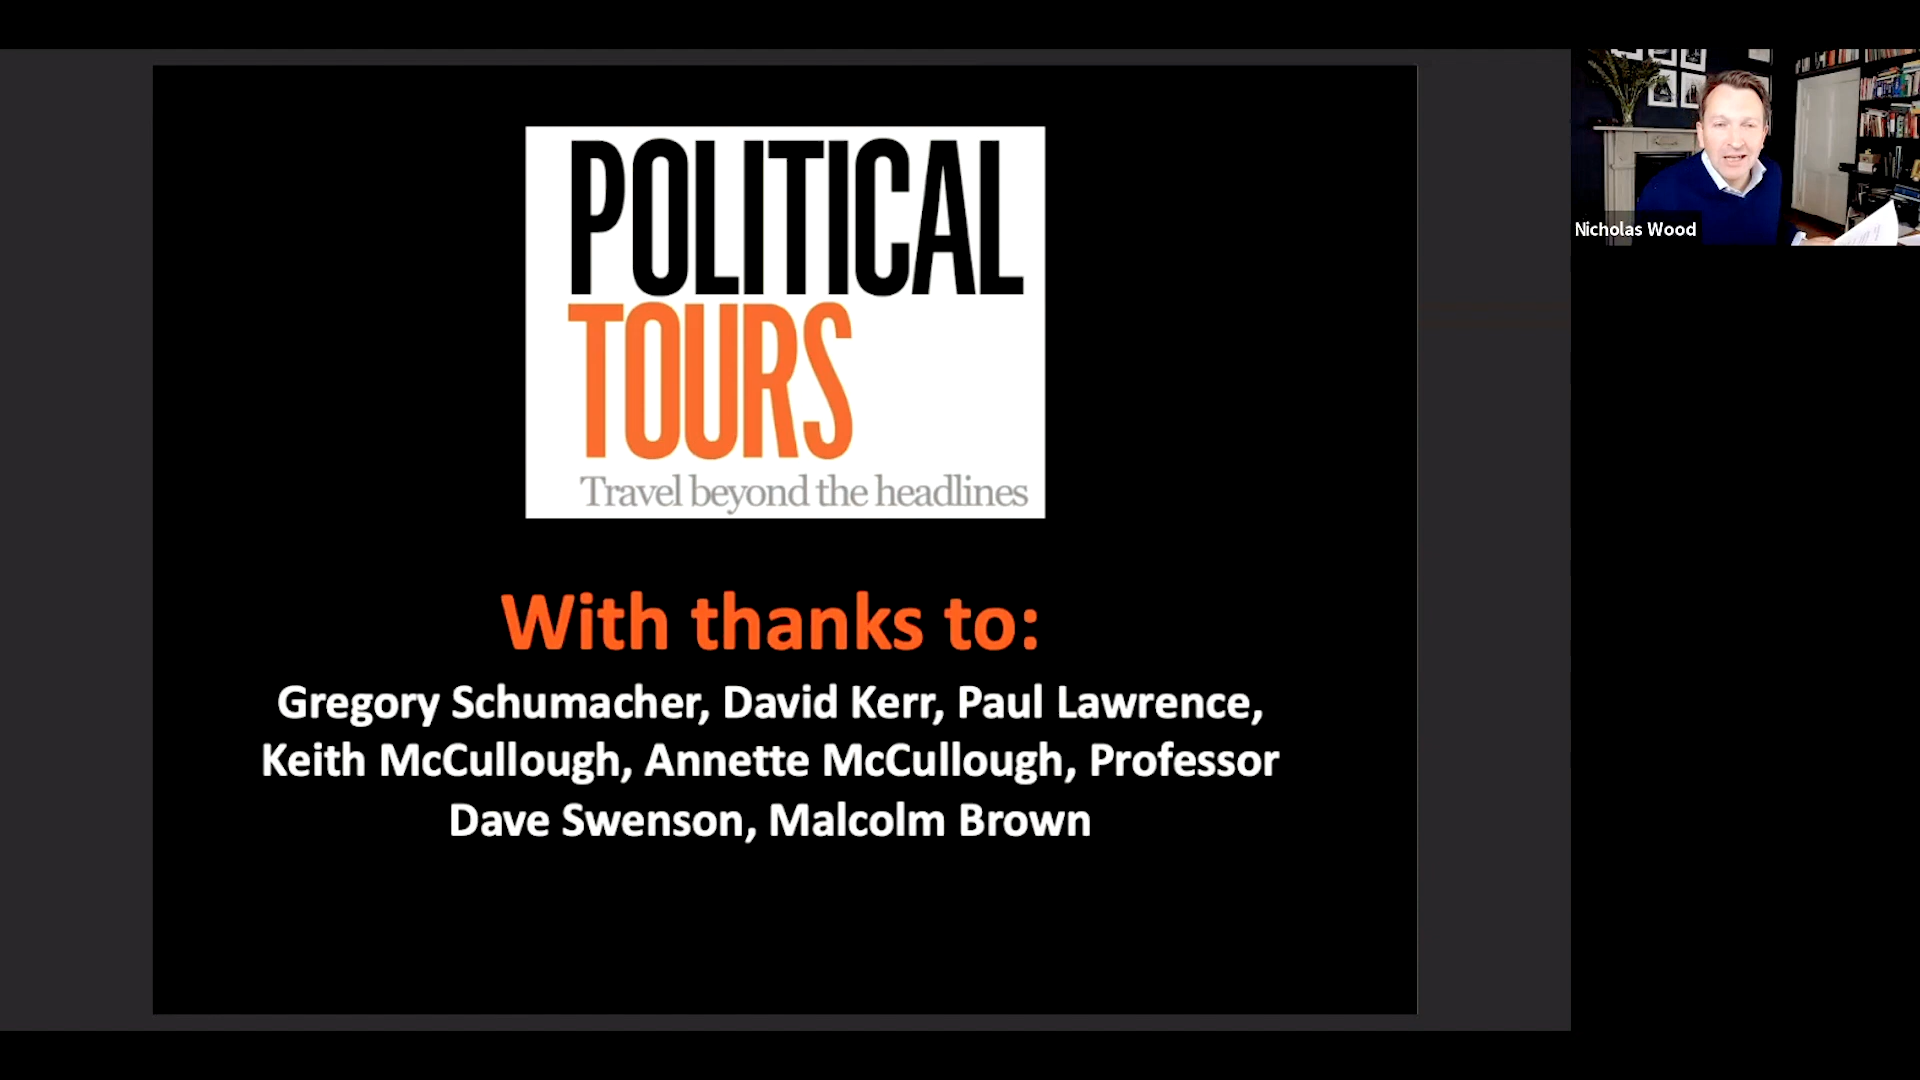 POLITICAL
TOURS
Travel beyond the headlines
With thanks to:
Gregory Schumacher, David Kerr, Paul Lawrence,
Keith McCullough, Annette McCullough, Professor
Dave Swenson, Malcolm Brown
Nicholas Wood